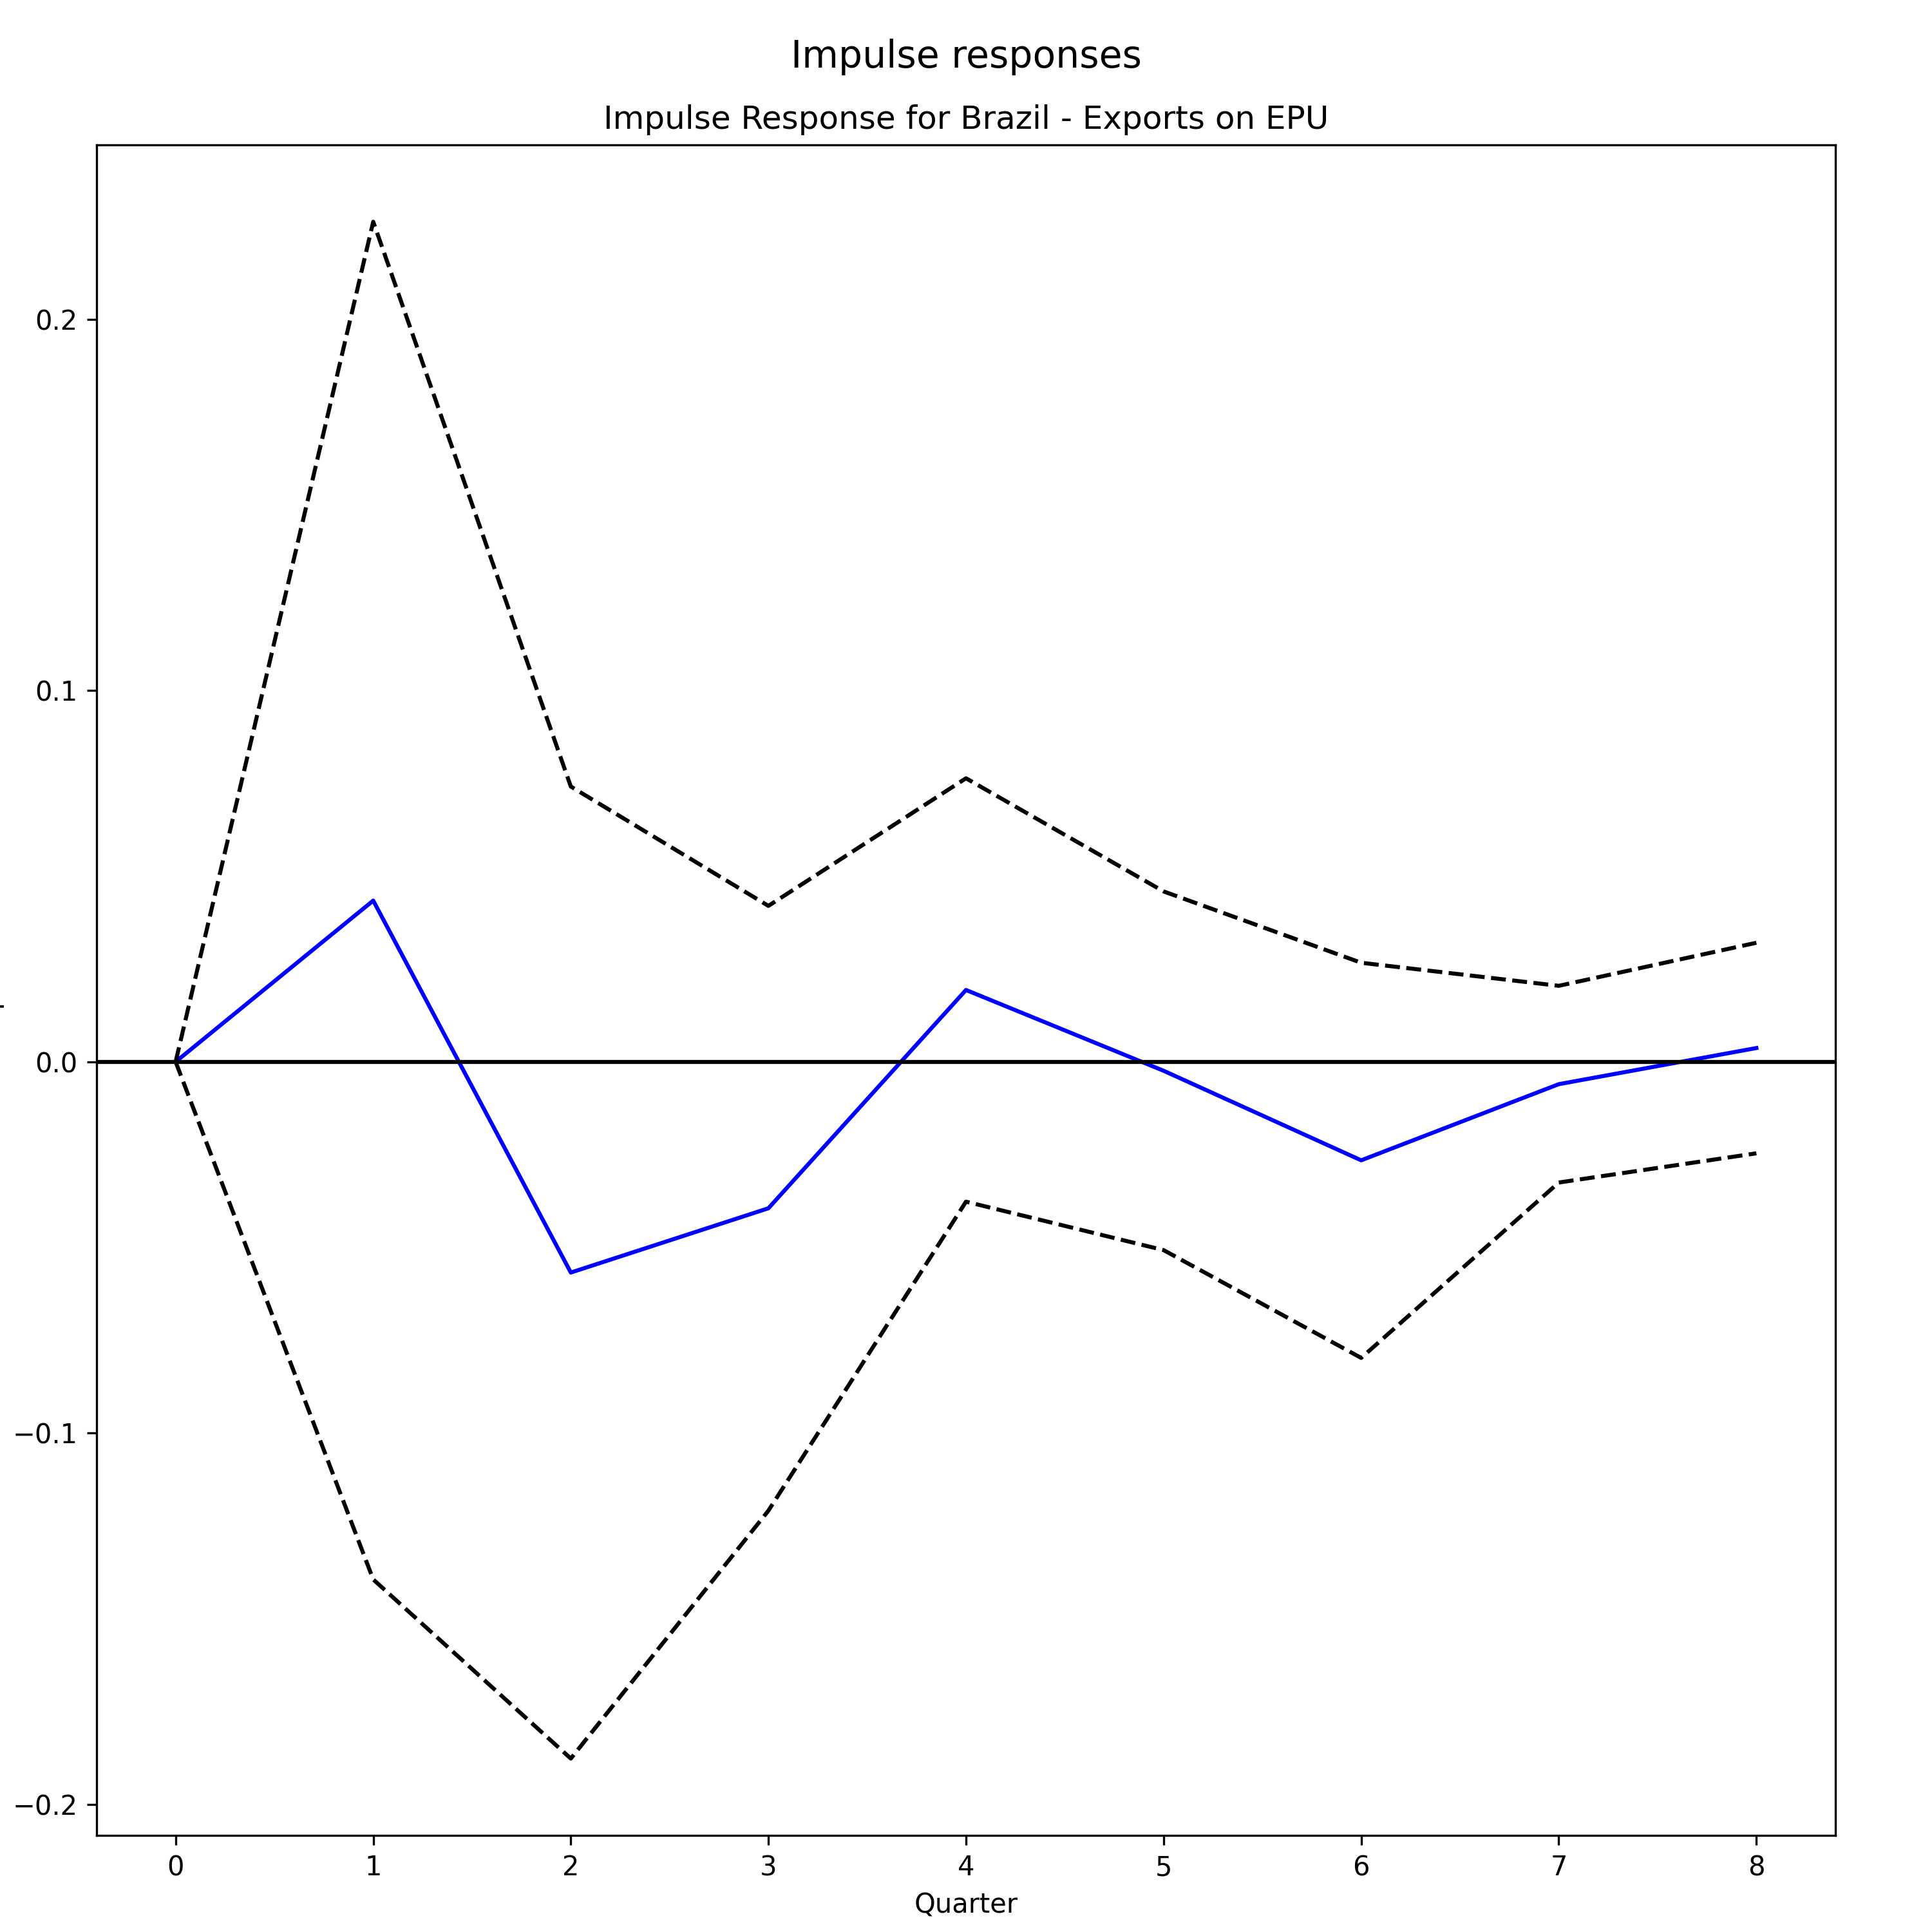 Impulse responses
Impulse Response for Brazil - Exports on EPU
0.2
0.1
0.0
−0.1
−0.2
0 1 2 3 4 5 6 7 8
Quarter